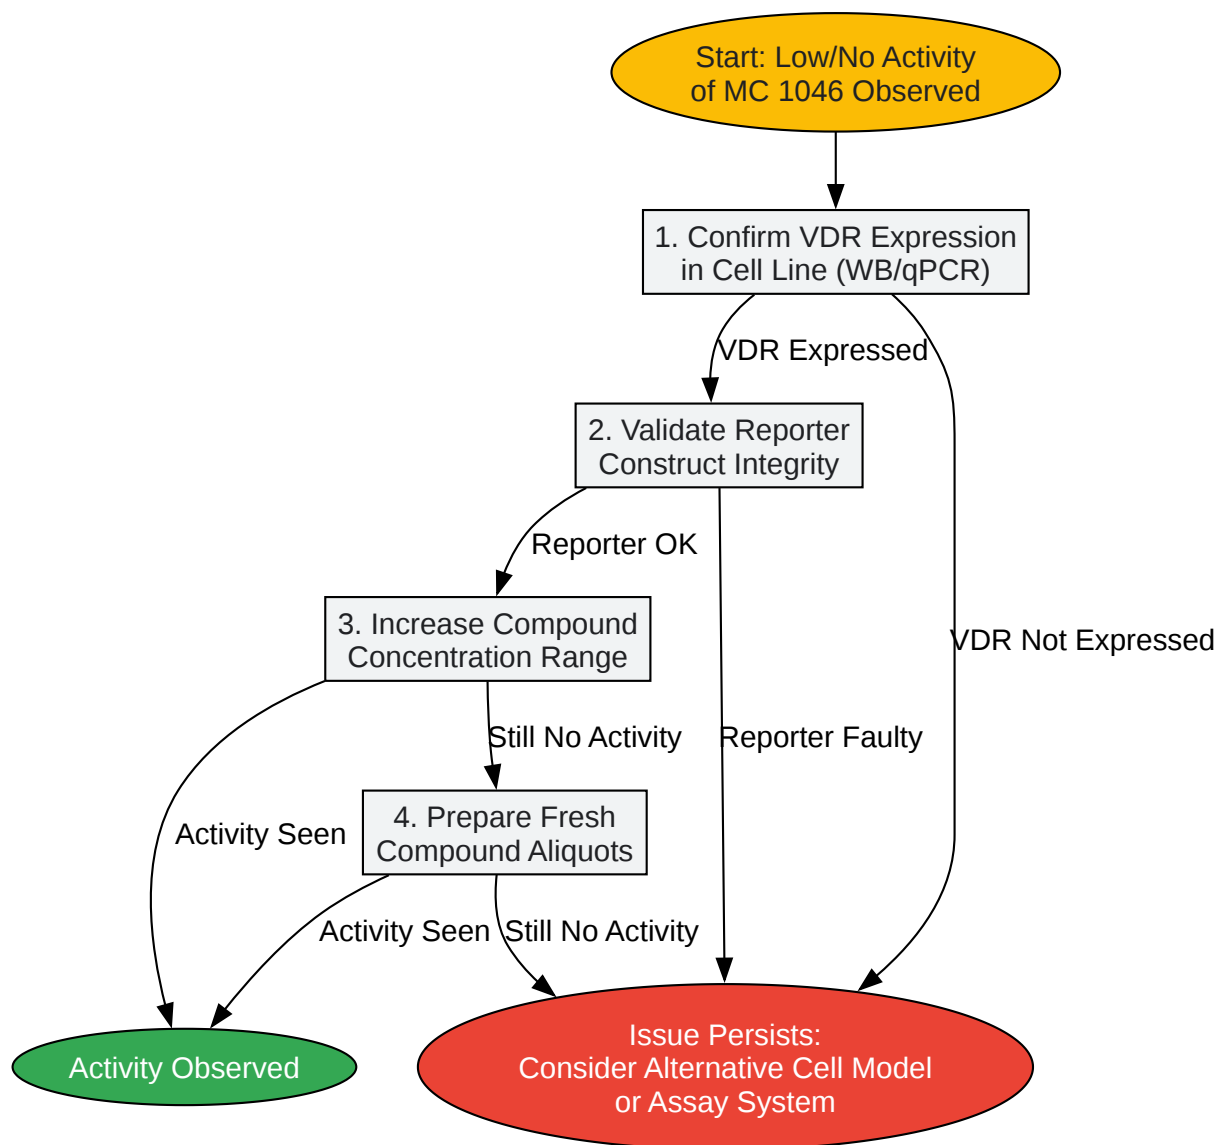 Start: Low/No Activity
of MC 1046 Observed
1. Confirm VDR Expression
in Cell Line (WB/qPCR)
VDR Expressed
2. Validate Reporter
Construct Integrity
Reporter OK
3. Increase Compound
Concentration Range
VDR Not Expressed
Still No Activity
Reporter Faulty
4. Prepare Fresh
Compound Aliquots
Activity Seen
Activity Seen
Still No Activity
Activity Observed
Issue Persists:
Consider Alternative Cell Model
or Assay System